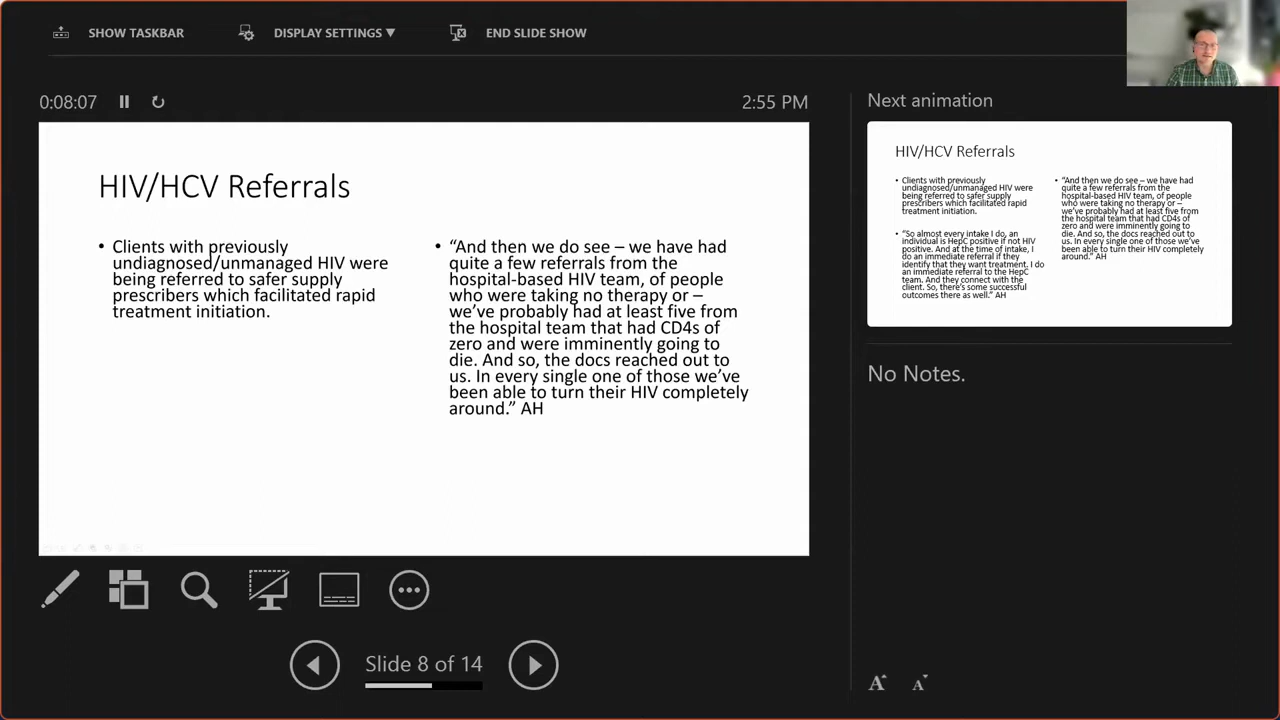 SHOW TASKBAR
DISPLAY SETTINGS ▼
END SLIDE SHOW
0:08:07
2:55 PM
HIV/HCV Referrals
• Clients with previously
undiagnosed/unmanaged HIV were
being referred to safer supply
prescribers which facilitated rapid
treatment initiation.
• “And then we do see – we have had
quite a few referrals from the
hospital-based HIV team, of people
who were taking no therapy or –
we’ve probably had at least five from
the hospital team that had CD4s of
zero and were imminently going to
die. And so, the docs reached out to
us. In every single one of those we’ve
been able to turn their HIV completely
around.” AH
Slide 8 of 14
Next animation
HIV/HCV Referrals
• Clients with previously
undiagnosed/unmanaged HIV were
being referred to safer supply
prescribers which facilitated rapid
treatment initiation.
• “So almost every intake I do, an
individual is HepC positive if not HIV
positive. And at the time of intake, I
do an immediate referral if they
identify that they want treatment. I do
an immediate referral to the HepC
team. And they connect with the
client. So, there’s some successful
outcomes there as well.” AH
• “And then we do see – we have had
quite a few referrals from the
hospital-based HIV team, of people
who were taking no therapy or –
we’ve probably had at least five from
the hospital team that had CD4s of
zero and were imminently going to
die. And so, the docs reached out to
us. In every single one of those we’ve
been able to turn their HIV completely
around.” AH
No Notes.
A A